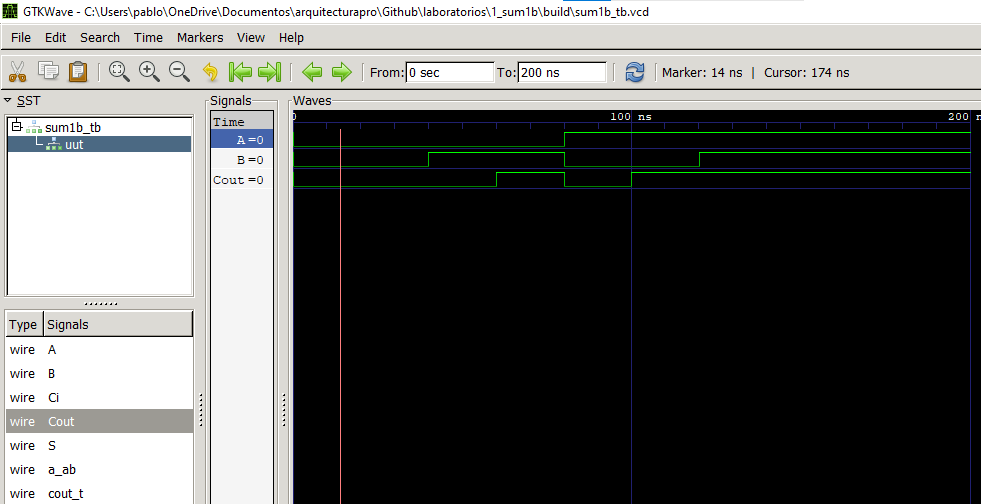 GTKWave - C:\Users\pablo\OneDrive\Documentos\arquitecturapro\Github\laboratorios\1_sum1b\build\sum1b_tb.vcd
File Edit Search Time Markers View Help
From: 0 sec To: 200 ns Marker: 14 ns | Cursor: 174 ns
SST
sum1b_tb
uut
Type Signals
wire A
wire B
wire Ci
wire Cout
wire S
wire a_ab
wire cout_t
Signals
Time
A =0
B =0
Cout =0
Waves
0 100 ns 200 n